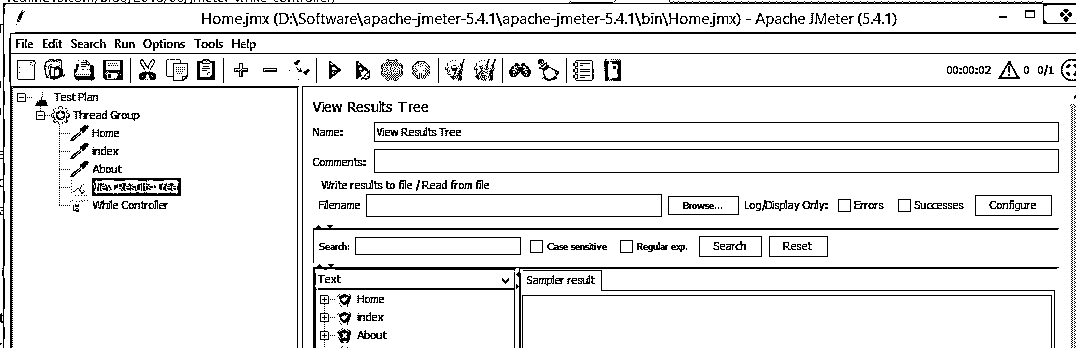 Home.jmx (D:\Software\apache-jmeter-5.4.1\apache-jmeter-5.4.1\bin\Home.jmx) - Apache JMeter (5.4.1)
File Edit Search Run Options Tools Help
00:00:02 0 0/1
Test Plan
Thread Group
Home
index
About
View Results Tree
While Controller
View Results Tree
Name: View Results Tree
Comments:
Write results to file / Read from file
Filename Browse... Log/Display Only: Errors Successes Configure
Search: Case sensitive Regular exp. Search Reset
Text
Sampler result
Home
index
About